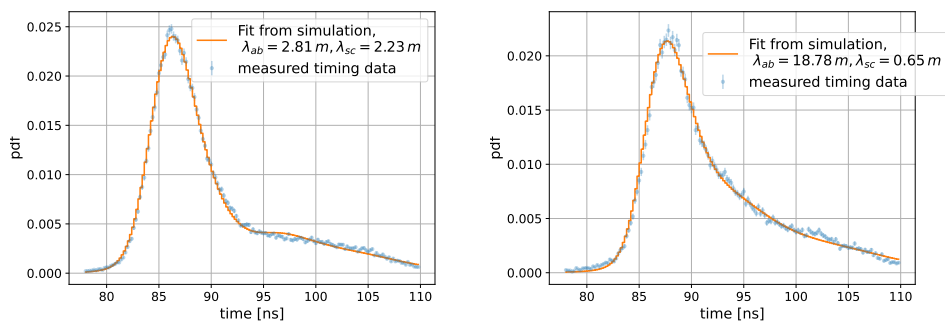 0.025
0.020
0.015
0.010
0.005
0.000
pdf
80 85 90 95 100 105 110
time [ns]
Fit from simulation,
λab = 2.81 m, λsc = 2.23 m
measured timing data
0.020
0.015
0.010
0.005
0.000
pdf
80 85 90 95 100 105 110
time [ns]
Fit from simulation,
λab = 18.78 m, λsc = 0.65 m
measured timing data